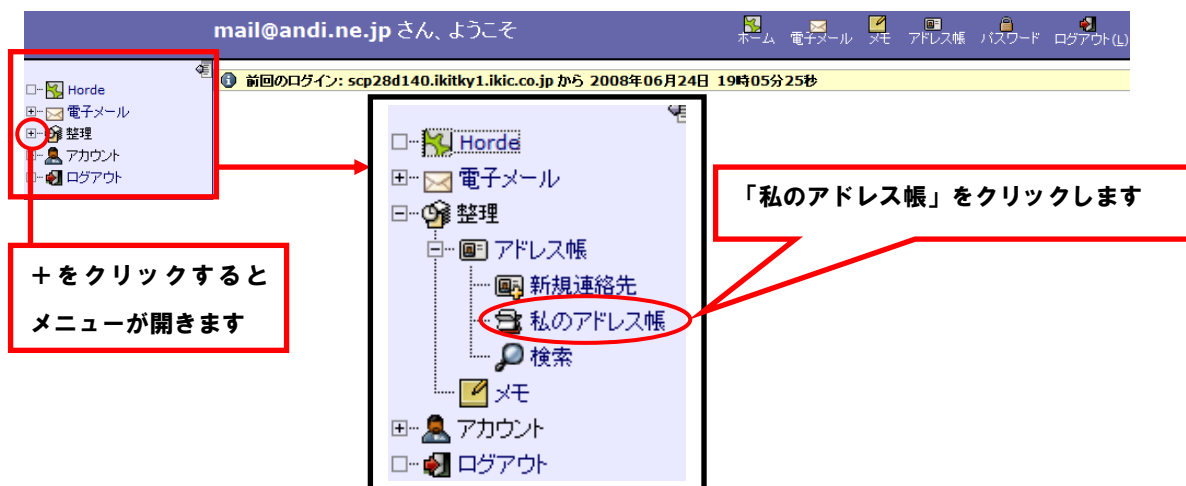 mail@andi.ne.jp さん、ようこそ
ホーム 電子メール メモ アドレス帳 パスワード ログアウト(L)
前回のログイン: scp28d140.ikitky1.ikic.co.jp から 2008年06月24日 19時05分25秒
Horde
電子メール
整理
アカウント
ログアウト
+をクリックすると
メニューが開きます
Horde
電子メール
整理
アドレス帳
新規連絡先
私のアドレス帳
検索
メモ
アカウント
ログアウト
「私のアドレス帳」をクリックします